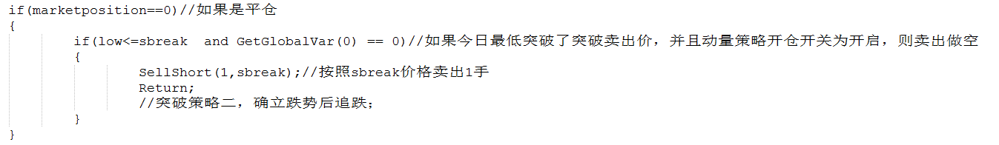 if(marketposition==0)//如果是平仓
{
if(low<=sbreak  and GetGlobalVar(0) == 0)//如果今日最低突破了突破卖出价，并且动量策略开仓开关为开启，则卖出做空
{
SellShort(1,sbreak);//按照sbreak价格卖出1手
Return;
//突破策略二，确立跌势后追跌；
}
}